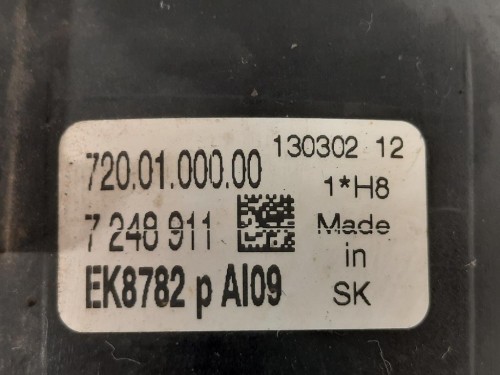 130302 12
720.01.000.00
1*H8
7 248 911
Made
in
EK8782 p AI09
SK